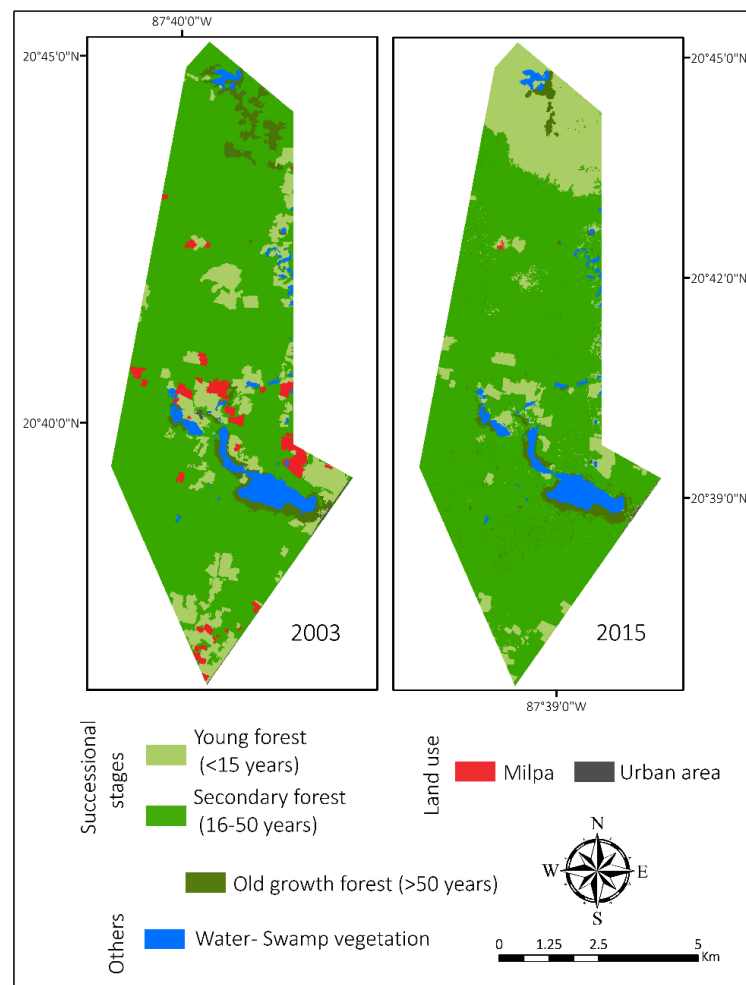 87°40'0"W
20°45'0"N
20°45'0"N
20°42'0"N
20°40'0"N
20°39'0"N
2003
2015
87°39'0"W
Successional
stages
Young forest
(<15 years)
Secondary forest
(16-50 years)
Old growth forest (>50 years)
Others
Water- Swamp vegetation
Land use
Milpa
Urban area
N
W
E
S
0 1.25 2.5 5
Km